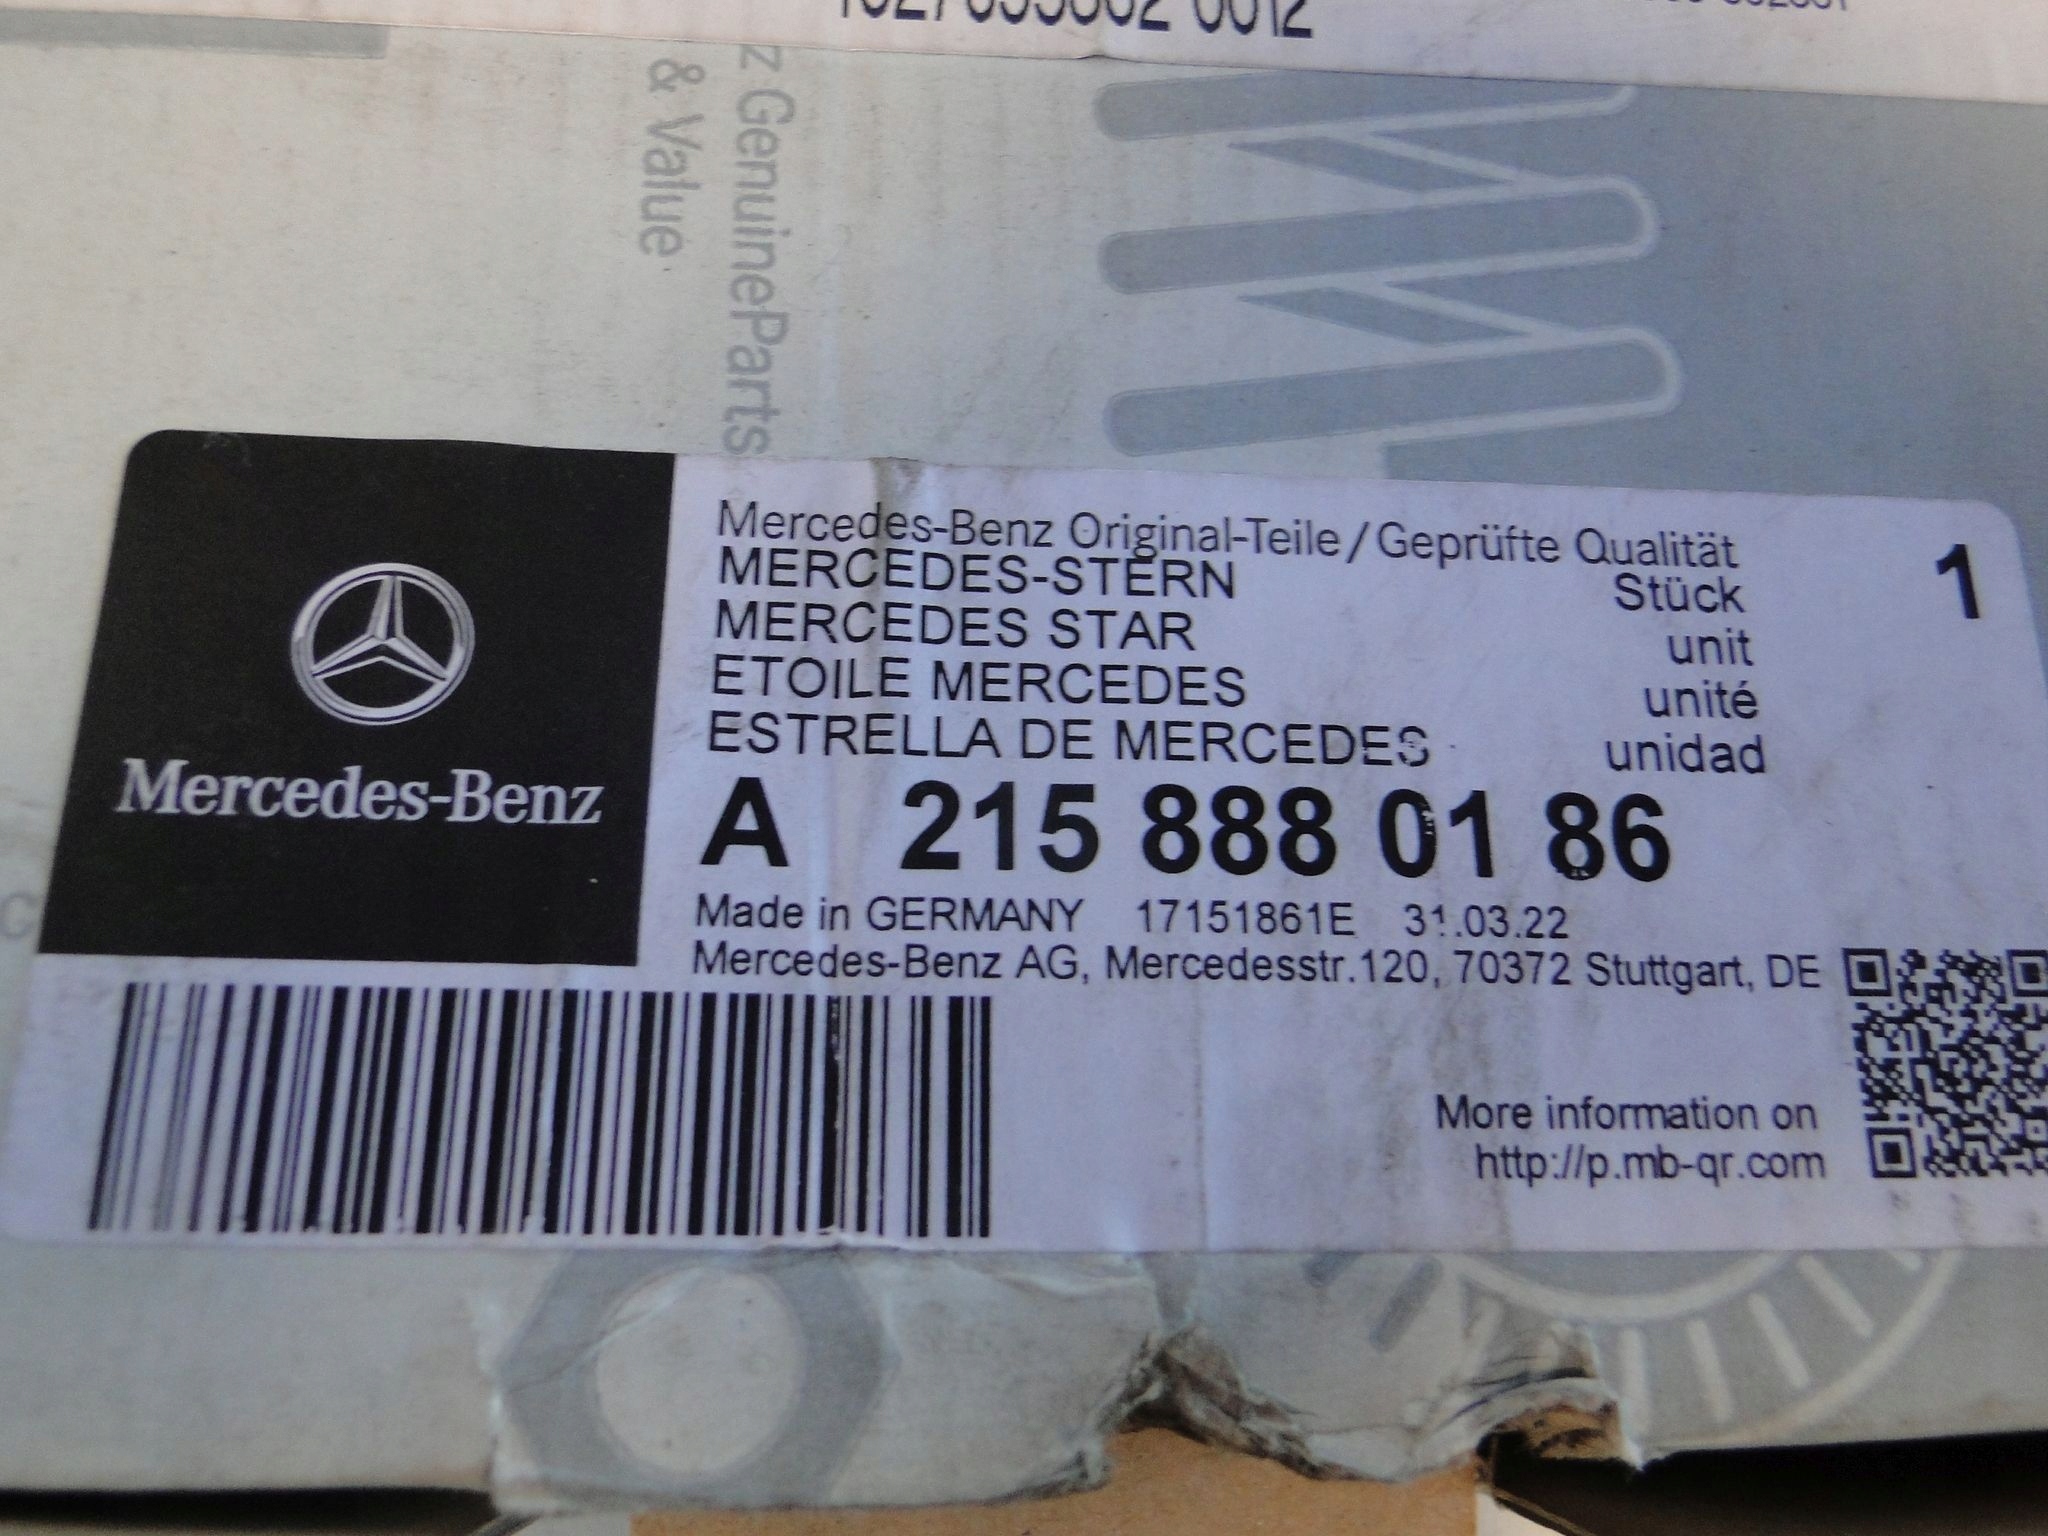 GenuineParts
& Value
Mercedes-Benz
Mercedes-Benz Original-Teile/Geprüfte Qualität
MERCEDES-STERN Stück 1
MERCEDES STAR unit
ETOILE MERCEDES unité
ESTRELLA DE MERCEDES unidad
A 215 888 01 86
Made in GERMANY 17151861E 31.03.22
Mercedes-Benz AG, Mercedesstr.120, 70372 Stuttgart, DE
More information on
http://p.mb-qr.com